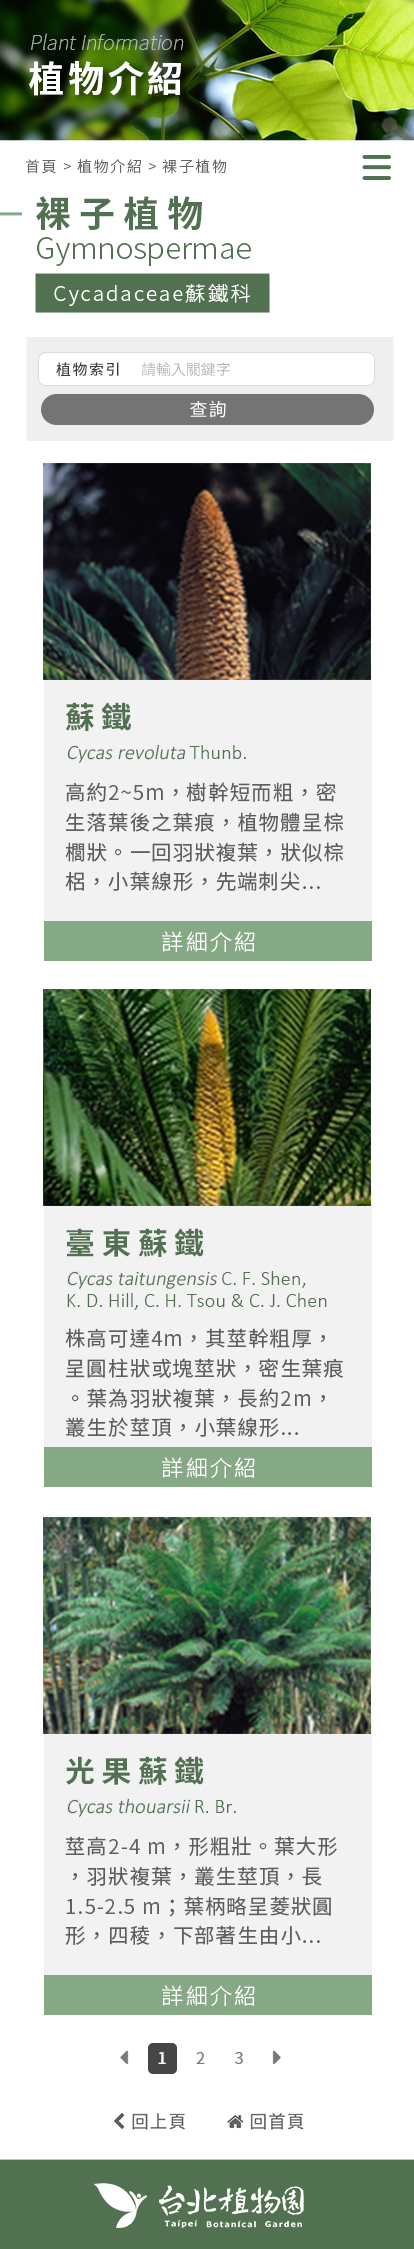 Plant Information
植物介紹
首頁 > 植物介紹 > 裸子植物
裸子植物
Gymnospermae
Cycadaceae蘇鐵科
植物索引 請輸入關鍵字
查詢
蘇鐵
Cycas revoluta Thunb.
高約2~5m，樹幹短而粗，密
生落葉後之葉痕，植物體呈棕
櫚狀。一回羽狀複葉，狀似棕
梠，小葉線形，先端刺尖...
詳細介紹
臺東蘇鐵
Cycas taitungensis C. F. Shen,
K. D. Hill, C. H. Tsou & C. J. Chen
株高可達4m，其莖幹粗厚，
呈圓柱狀或塊莖狀，密生葉痕
。葉為羽狀複葉，長約2m，
叢生於莖頂，小葉線形...
詳細介紹
光果蘇鐵
Cycas thouarsii R. Br.
莖高2-4 m，形粗壯。葉大形
，羽狀複葉，叢生莖頂，長
1.5-2.5 m；葉柄略呈菱狀圓
形，四稜，下部著生由小...
詳細介紹
1 2 3
回上頁 回首頁
台北植物園
Taipei Botanical Garden